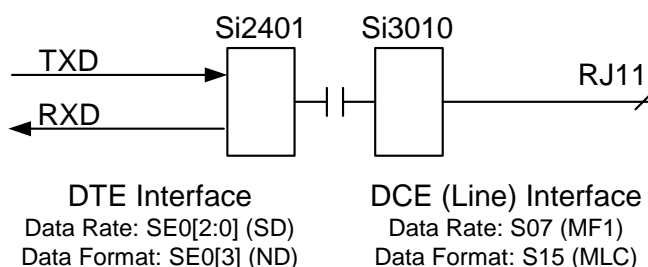 Si2401 Si3010
TXD
RJ11
RXD
DTE Interface
Data Rate: SE0[2:0] (SD)
Data Format: SE0[3] (ND)
DCE (Line) Interface
Data Rate: S07 (MF1)
Data Format: S15 (MLC)